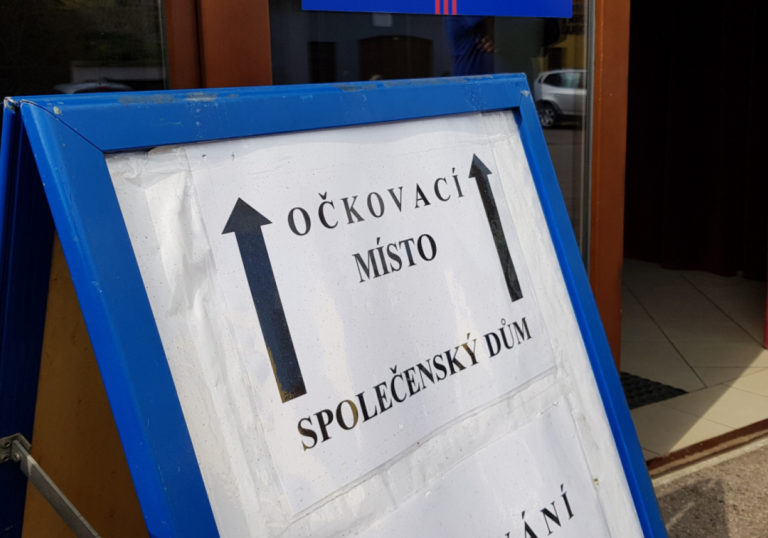 OČKOVACÍ
MÍSTO
SPOLEČENSKÝ DŮM